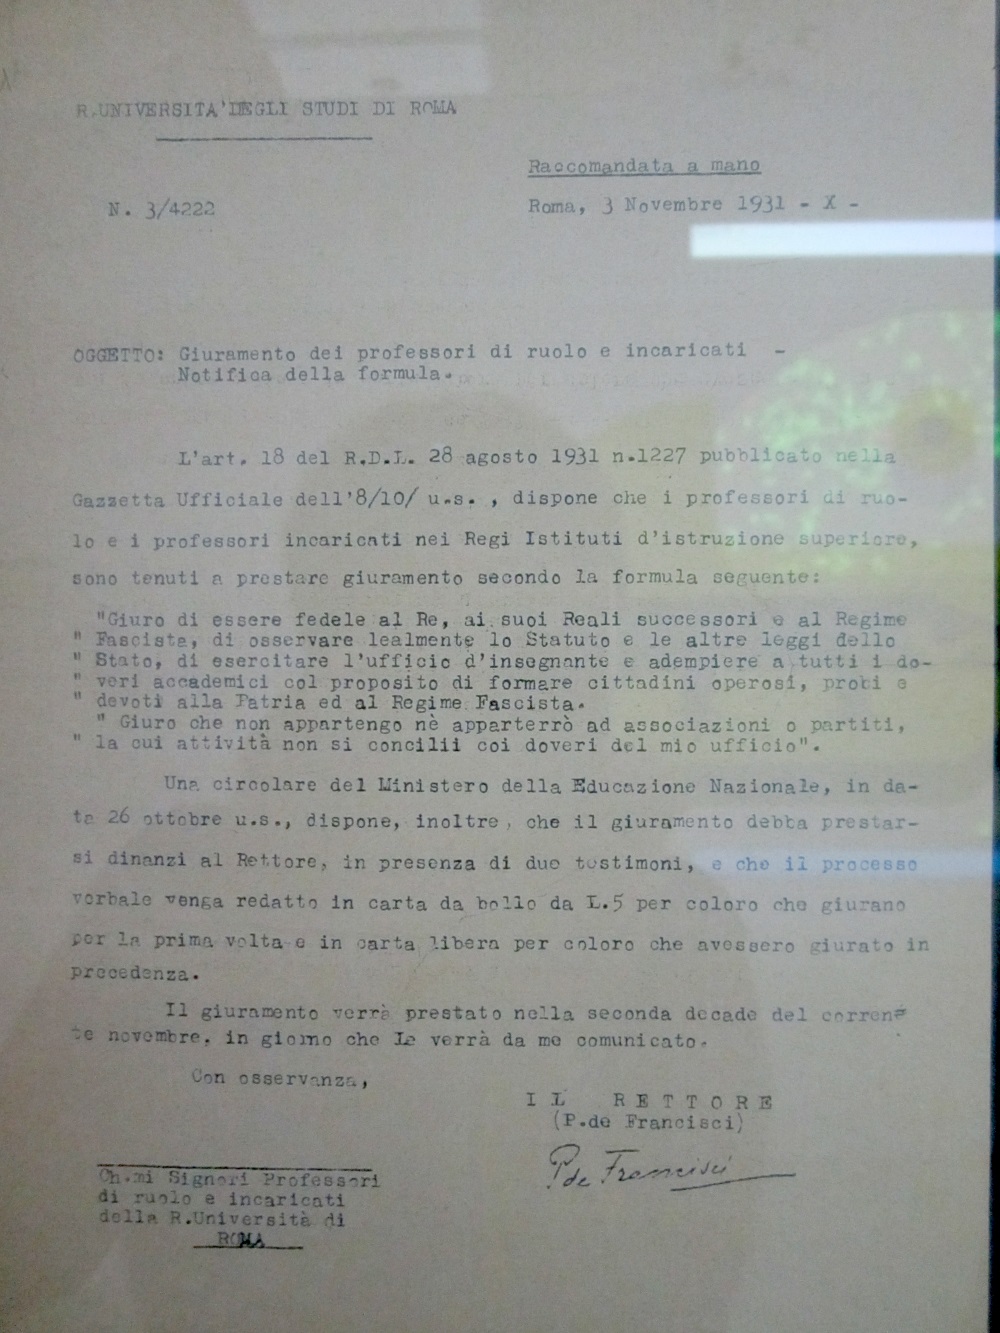 R.UNIVERSITA' DEGLI STUDI DI ROMA
Raccomandata a mano
N. 3/4222
Roma, 3 Novembre 1931 - X -
OGGETTO: Giuramento dei professori di ruolo e incaricati -
Notifica della formula.
L'art. 18 del R.D.L. 28 agosto 1931 n.1227 pubblicato nella
Gazzetta Ufficiale dell'8/10/ u.s. , dispone che i professori di ruo-
lo e i professori incaricati nei Regi Istituti d'istruzione superiore,
sono tenuti a prestare giuramento secondo la formula seguente:
"Giuro di essere fedele al Re, ai suoi Reali successori e al Regime
" Fascista, di osservare lealmente lo Statuto e le altre leggi dello
" Stato, di esercitare l'ufficio d'insegnante e adempiere a tutti i do-
" veri accademici col proposito di formare cittadini operosi, probi e
" devoti alla Patria ed al Regime Fascista.
" Giuro che non appartengo nè apparterrò ad associazioni o partiti,
" la cui attività non si concilii coi doveri del mio ufficio".
Una circolare del Ministero della Educazione Nazionale, in da-
ta 26 ottobre u.s., dispone, inoltre, che il giuramento debba prestar-
si dinanzi al Rettore, in presenza di due testimoni, e che il processo
verbale venga redatto in carta da bollo da L.5 per coloro che giurano
per la prima volta e in carta libera per coloro che avessero giurato in
precedenza.
Il giuramento verrà prestato nella seconda decade del corren=
te novembre, in giorno che Le verrà da me comunicato.
Con osservanza,
IL RETTORE
(P.de Francisci)
P de Francisci
Ch.mi Signori Professori
di ruolo e incaricati
della R.Università di
ROMA